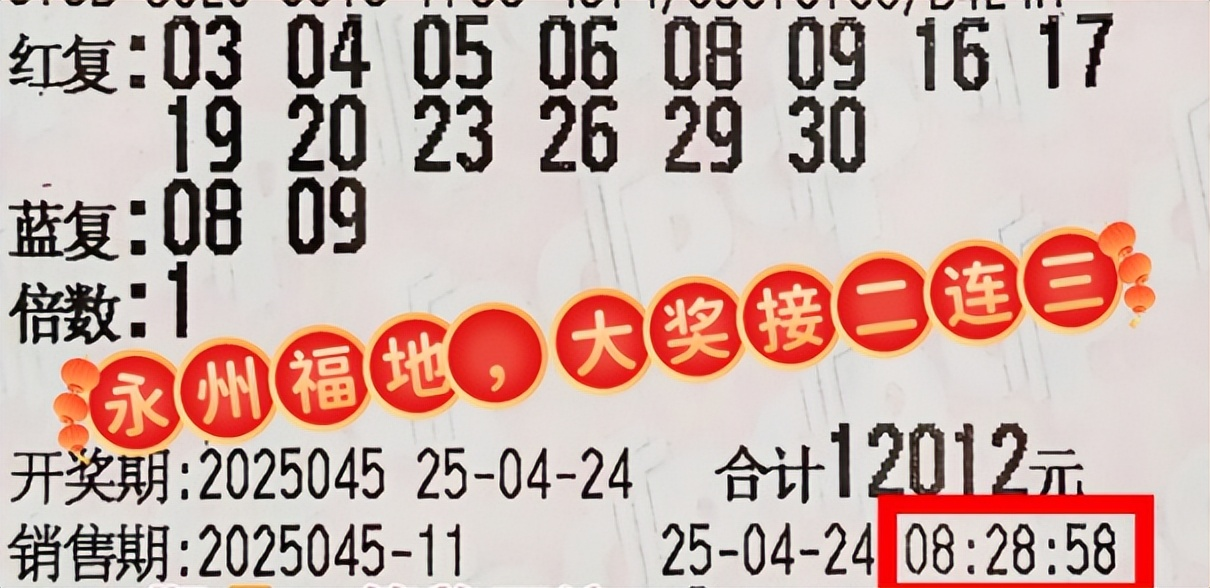 红复:03 04 05 06 08 09 16 17
19 20 23 26 29 30
蓝复:08 09
倍数:1
永州福地，大奖接二连三
开奖期:2025045 25-04-24 合计12012元
销售期:2025045-11 25-04-24 08:28:58